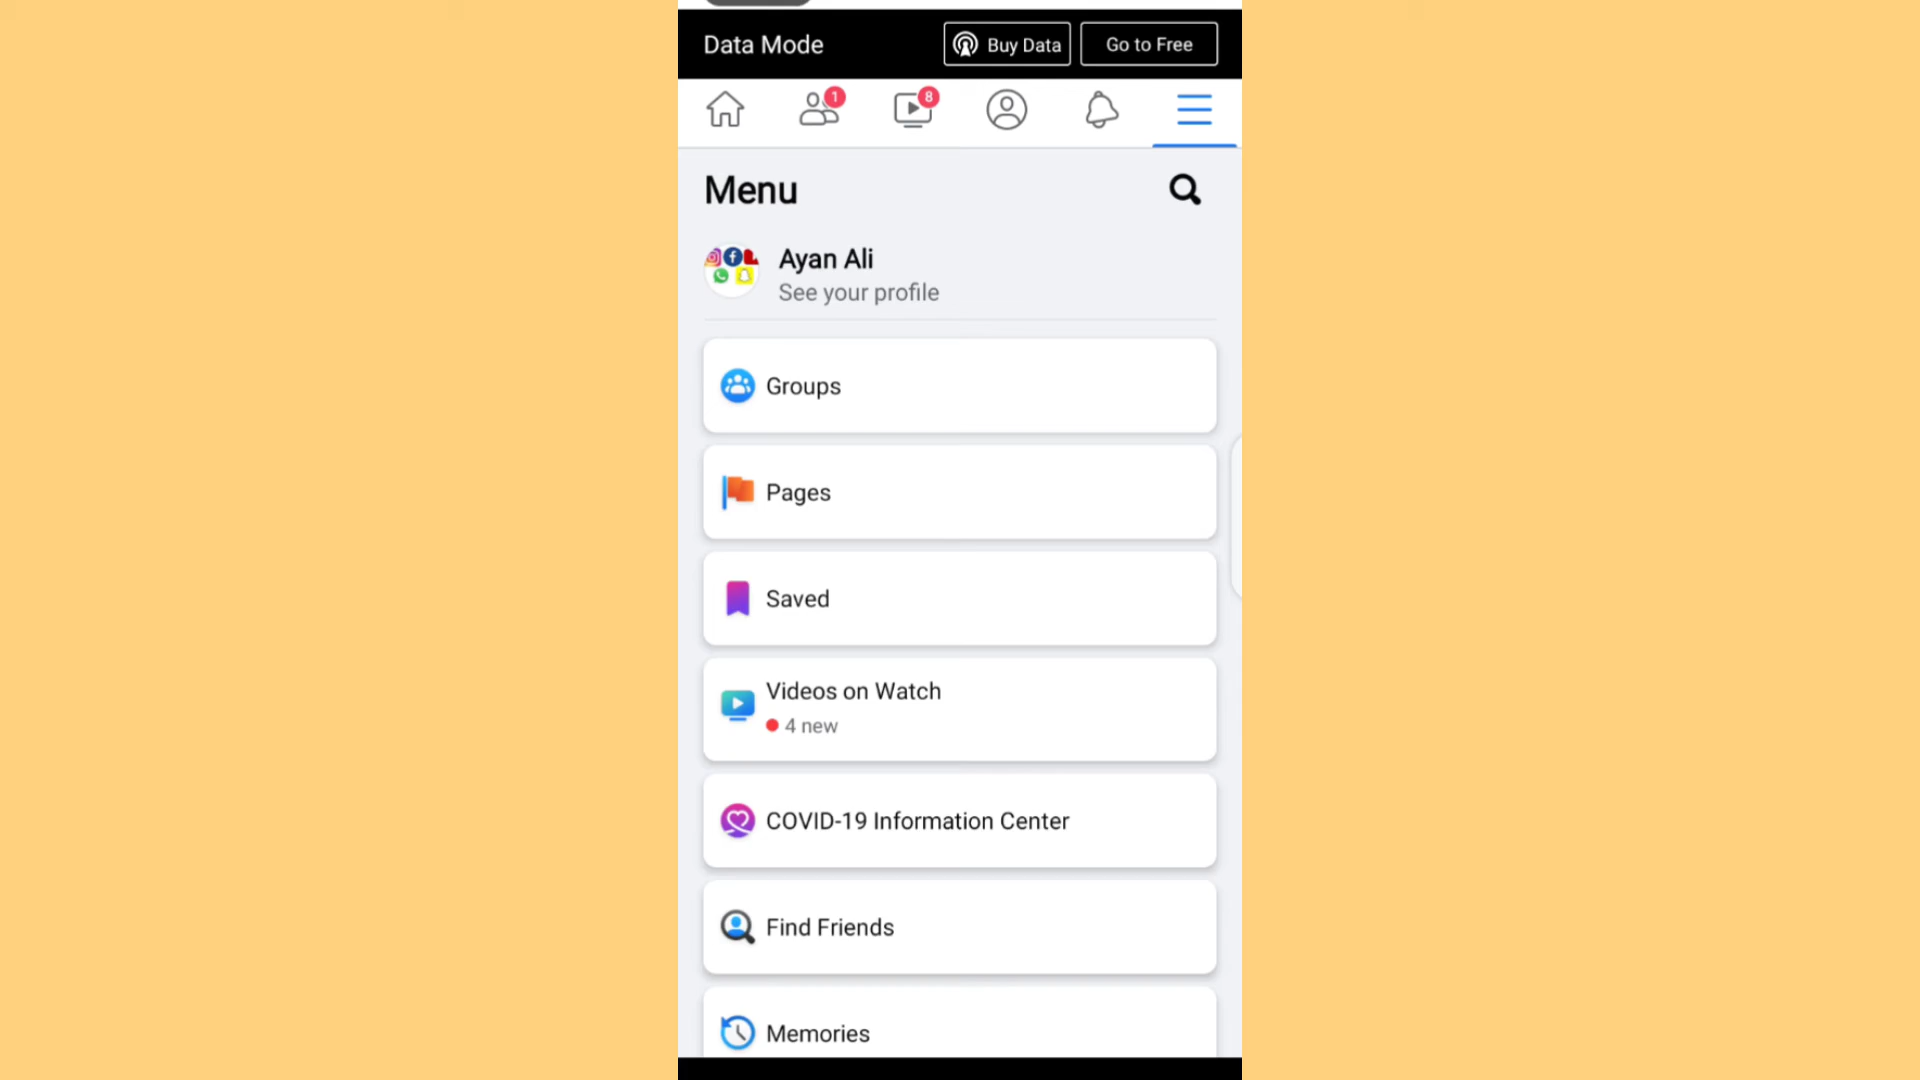 Data Mode
Buy Data
Go to Free
1
8
Menu
Ayan Ali
See your profile
Groups
Pages
Saved
Videos on Watch
4 new
COVID-19 Information Center
Find Friends
Memories